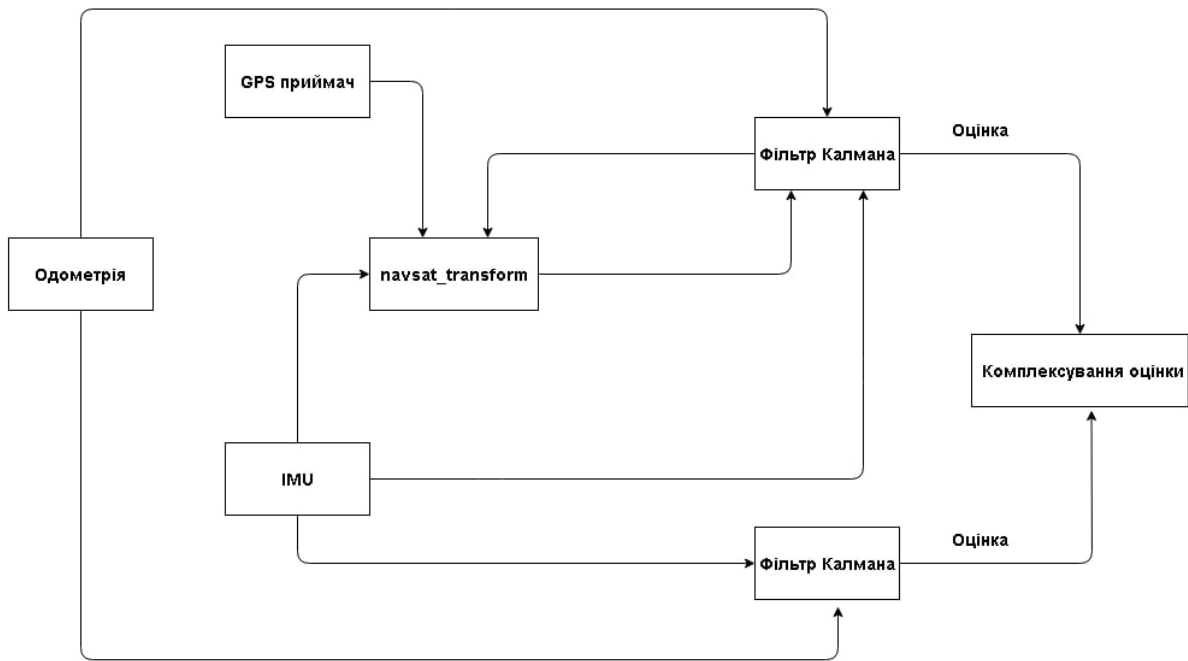 GPS приймач
Оцінка
Фільтр Калмана
Одометрія
navsat_transform
Комплексування оцінки
IMU
Оцінка
Фільтр Калмана